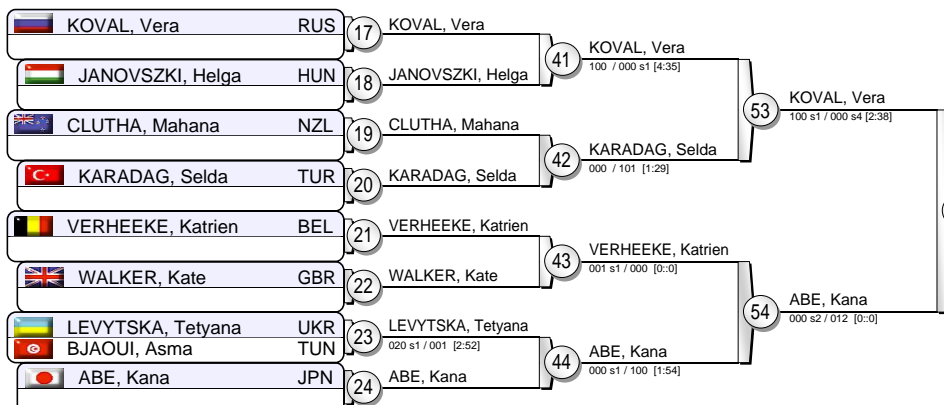 KOVAL, Vera RUS 17 KOVAL, Vera
41 KOVAL, Vera
100 / 000 s1 [4:35]
JANOVSZKI, Helga HUN 18 JANOVSZKI, Helga
53 KOVAL, Vera
100 s1 / 000 s4 [2:38]
CLUTHA, Mahana NZL 19 CLUTHA, Mahana
42 KARADAG, Selda
000 / 101 [1:29]
KARADAG, Selda TUR 20 KARADAG, Selda
VERHEEKE, Katrien BEL 21 VERHEEKE, Katrien
43 VERHEEKE, Katrien
001 s1 / 000 [0::0]
WALKER, Kate GBR 22 WALKER, Kate
54 ABE, Kana
000 s2 / 012 [0::0]
LEVYTSKA, Tetyana UKR 23 LEVYTSKA, Tetyana
020 s1 / 001 [2:52]
BJAOUI, Asma TUN
44 ABE, Kana
000 s1 / 100 [1:54]
ABE, Kana JPN 24 ABE, Kana